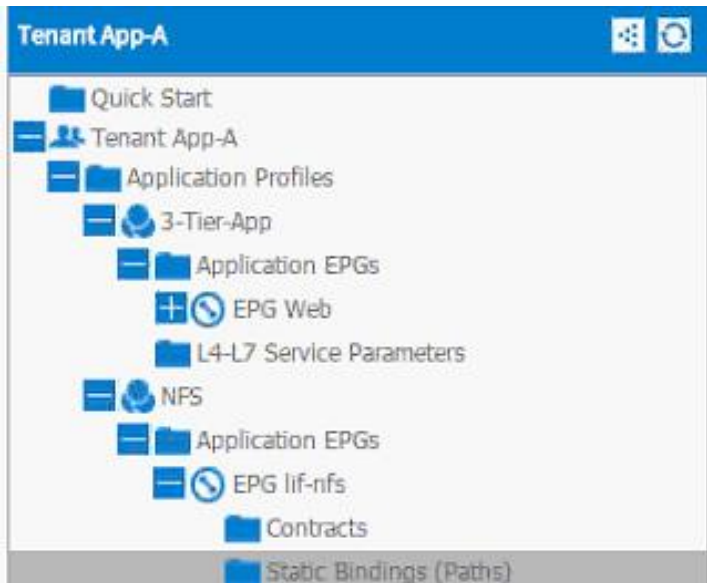 Tenant App-A
Quick Start
Tenant App-A
Application Profiles
3-Tier-App
Application EPGs
EPG Web
L4-L7 Service Parameters
NFS
Application EPGs
EPG lif-nfs
Contracts
Static Bindings (Paths)